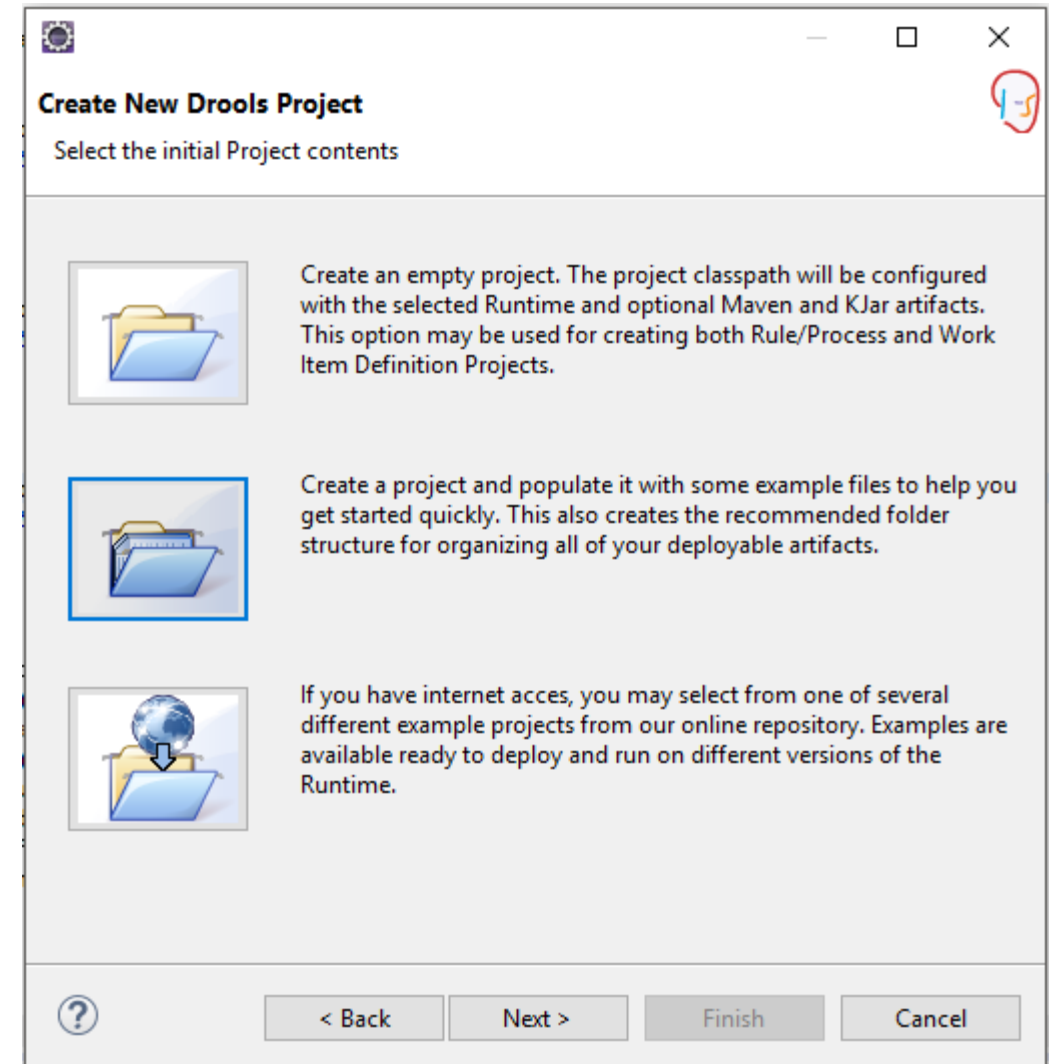 Create New Drools Project
Select the initial Project contents
Create an empty project. The project classpath will be configured
with the selected Runtime and optional Maven and KJar artifacts.
This option may be used for creating both Rule/Process and Work
Item Definition Projects.
Create a project and populate it with some example files to help you
get started quickly. This also creates the recommended folder
structure for organizing all of your deployable artifacts.
If you have internet acces, you may select from one of several
different example projects from our online repository. Examples are
available ready to deploy and run on different versions of the
Runtime.
?
< Back
Next >
Finish
Cancel